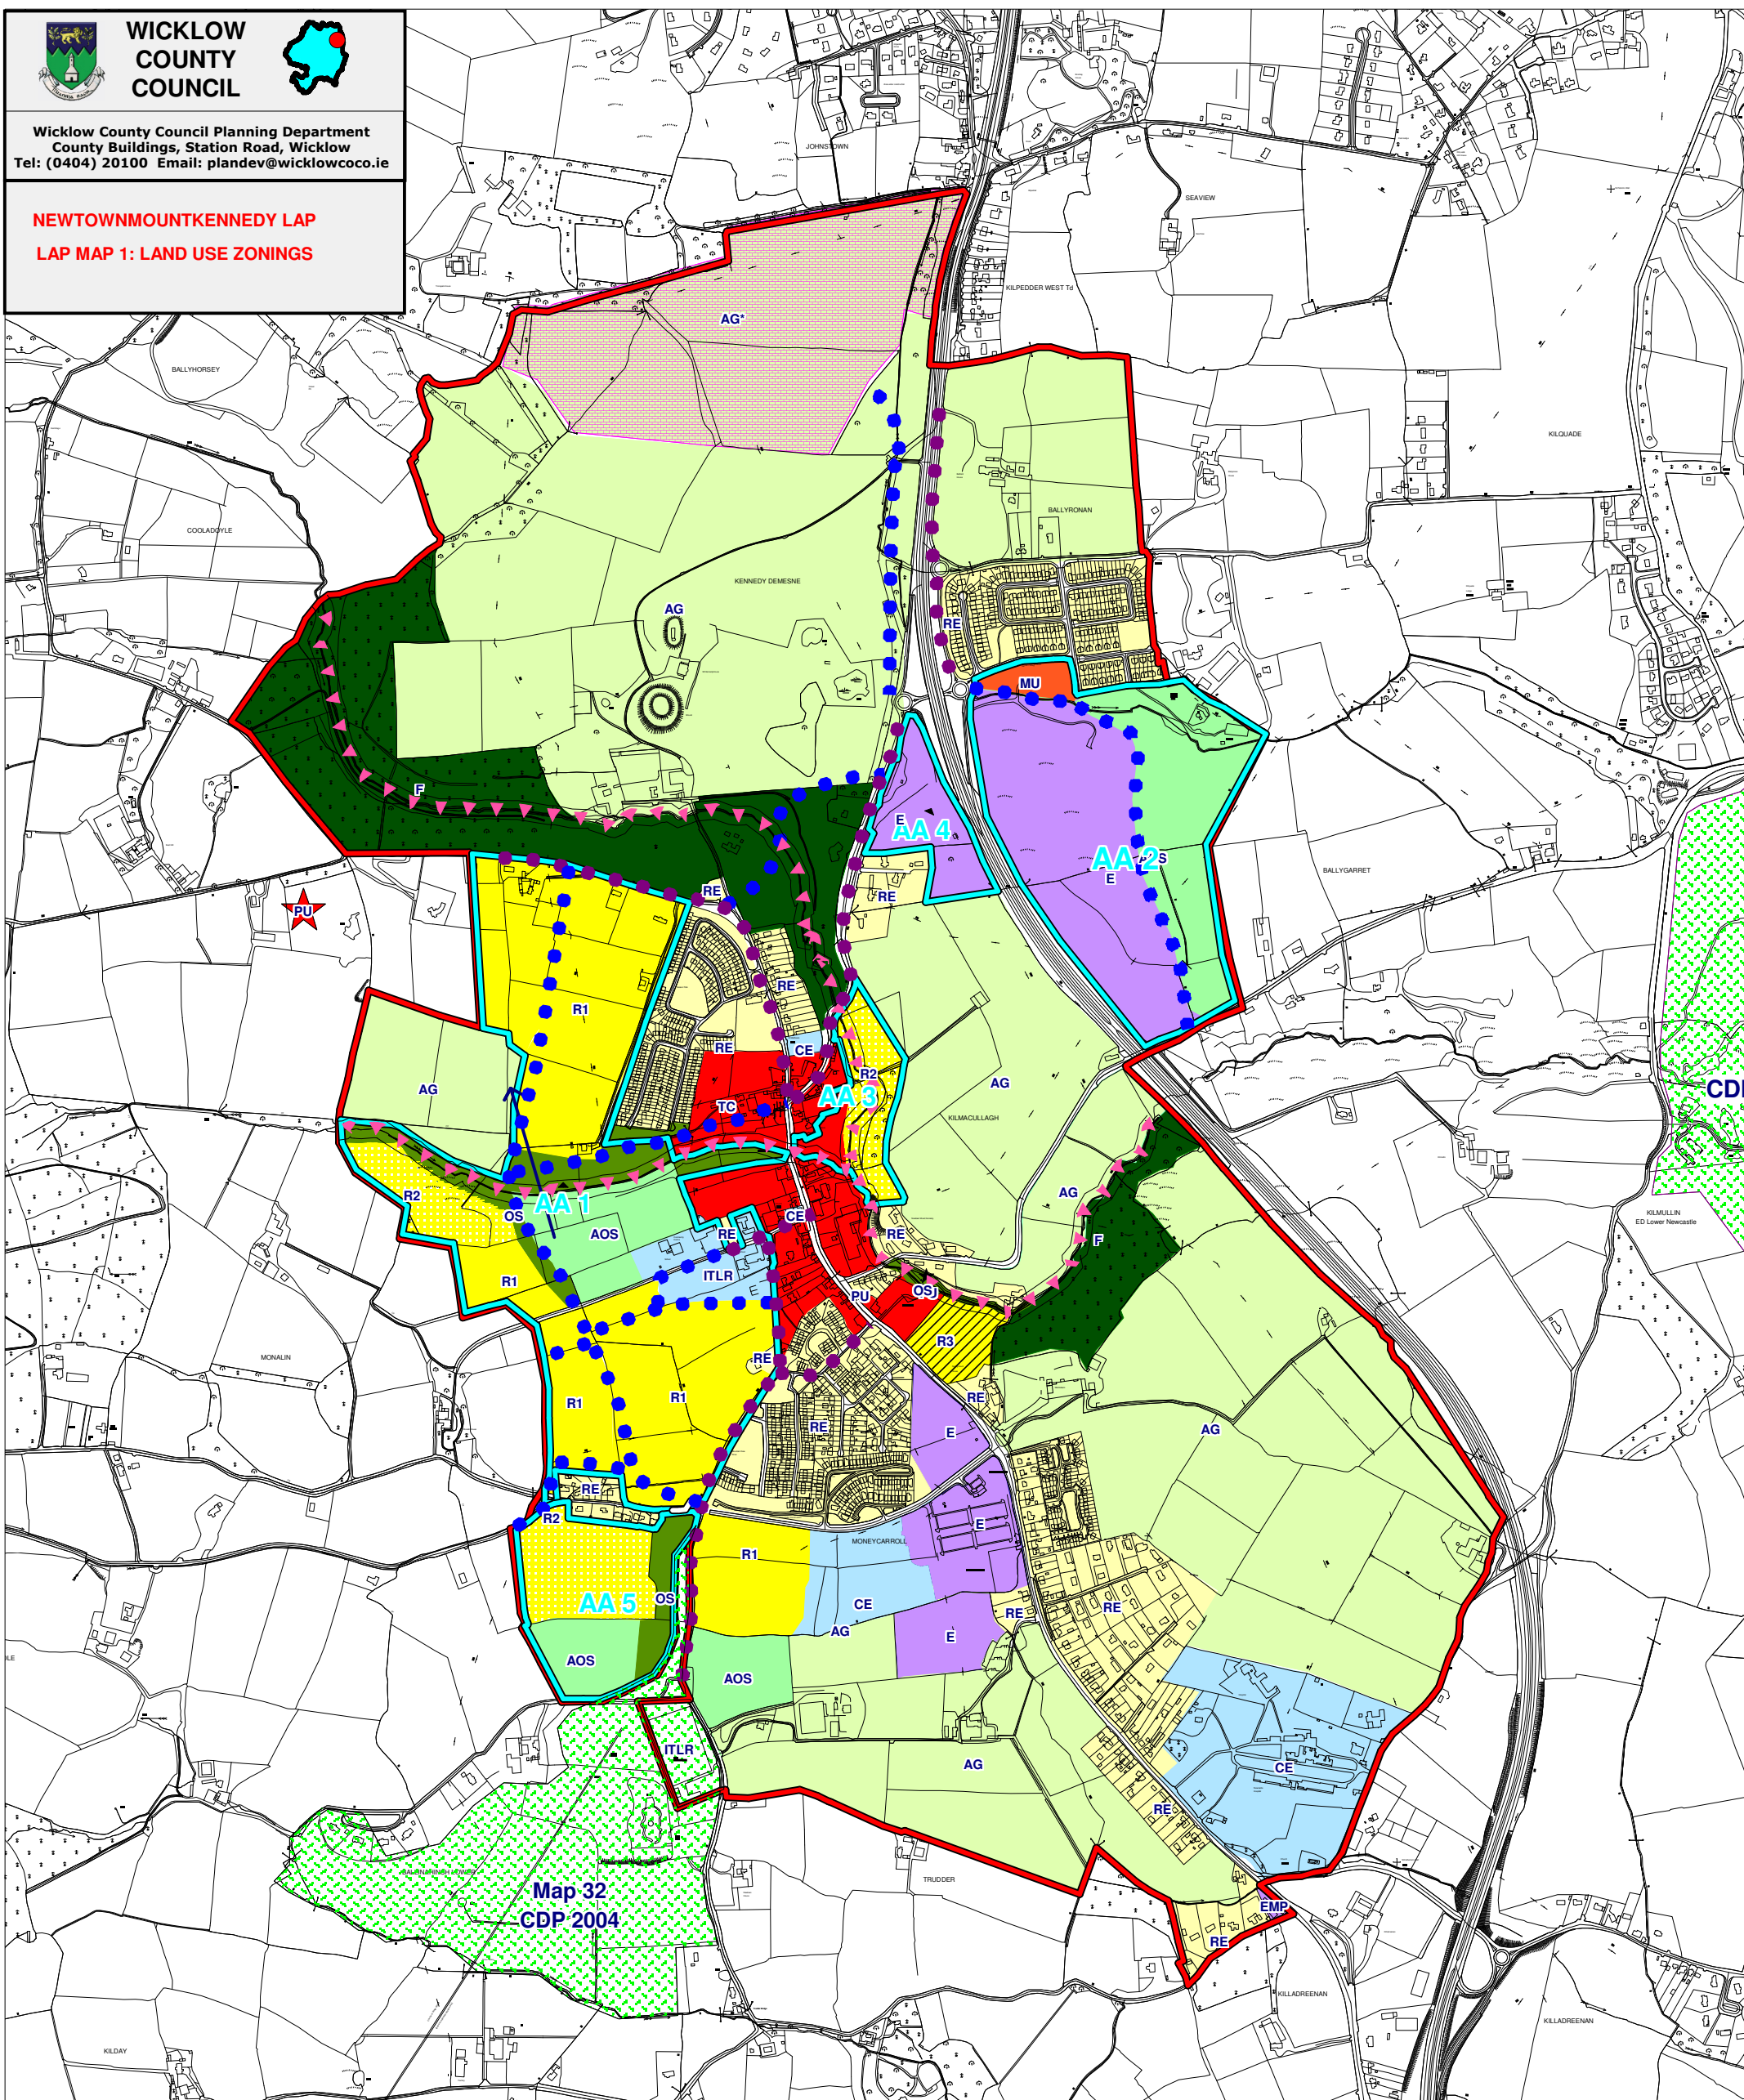 WICKLOW
COUNTY
COUNCIL
Wicklow County Council Planning Department
County Buildings, Station Road, Wicklow
Tel: (0404) 20100 Email: plandev@wicklowcoco.ie
NEWTOWNMOUNTKENNEDY LAP
LAP MAP 1: LAND USE ZONINGS
JOHNSTOWN
SEAVIEW
KILPEDDER WEST Td
AG*
BALLYHORSEY
KILQUADE
BALLYRONAN
COOLADOYLE
KENNEDY DEMESNE
AG
RE
MU
F
E
AA 4
AA 2
E
BALLYGARRET
RE
RE
PU
RE
R1
RE
CE
R2
AG
AG
AA 3
TC
KILMACULLAGH
CDP
R2
AA 1
OS
AG
CE
KILMULLIN
ED Lower Newcastle
AOS
RE
RE
F
ITLR
R1
E
OSj
PU
R3
MONALIN
RE
R1
R1
RE
RE
AG
E
RE
R2
E
MONEYCARROLL
R1
AA 5
OS
CE
RE
RE
AG
E
AOS
AOS
ITLR
AG
CE
RE
TRUDDER
Map 32
CDP 2004
EMP
RE
KILLADREENAN
KILLADREENAN
KILDAY